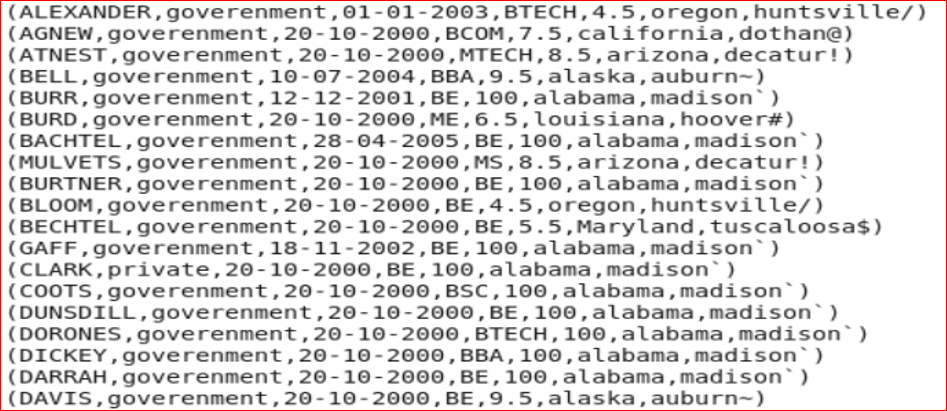 (ALEXANDER,goverenment,01-01-2003,BTECH,4.5,oregon,huntsville/)
(AGNEW,goverenment,20-10-2000,BCOM,7.5,california,dothan@)
(ATNEST,goverenment,20-10-2000,MTECH,8.5,arizona,decatur!)
(BELL,goverenment,10-07-2004,BBA,9.5,alaska,auburn~)
(BURR,goverenment,12-12-2001,BE,100,alabama,madison`)
(BURD,goverenment,20-10-2000,ME,6.5,louisiana,hoover#)
(BACHTEL,goverenment,28-04-2005,BE,100,alabama,madison`)
(MULVETS,goverenment,20-10-2000,MS,8.5,arizona,decatur!)
(BURTNER,goverenment,20-10-2000,BE,100,alabama,madison`)
(BLOOM,goverenment,20-10-2000,BE,4.5,oregon,huntsville/)
(BECHTEL,goverenment,20-10-2000,BE,5.5,Maryland,tuscaloosa$)
(GAFF,goverenment,18-11-2002,BE,100,alabama,madison`)
(CLARK,private,20-10-2000,BE,100,alabama,madison`)
(COOTS,goverenment,20-10-2000,BSC,100,alabama,madison`)
(DUNSDILL,goverenment,20-10-2000,BE,100,alabama,madison`)
(DORONES,goverenment,20-10-2000,BTECH,100,alabama,madison`)
(DICKEY,goverenment,20-10-2000,BBA,100,alabama,madison`)
(DARRAH,goverenment,20-10-2000,BE,100,alabama,madison`)
(DAVIS,goverenment,20-10-2000,BE,9.5,alaska,auburn~)